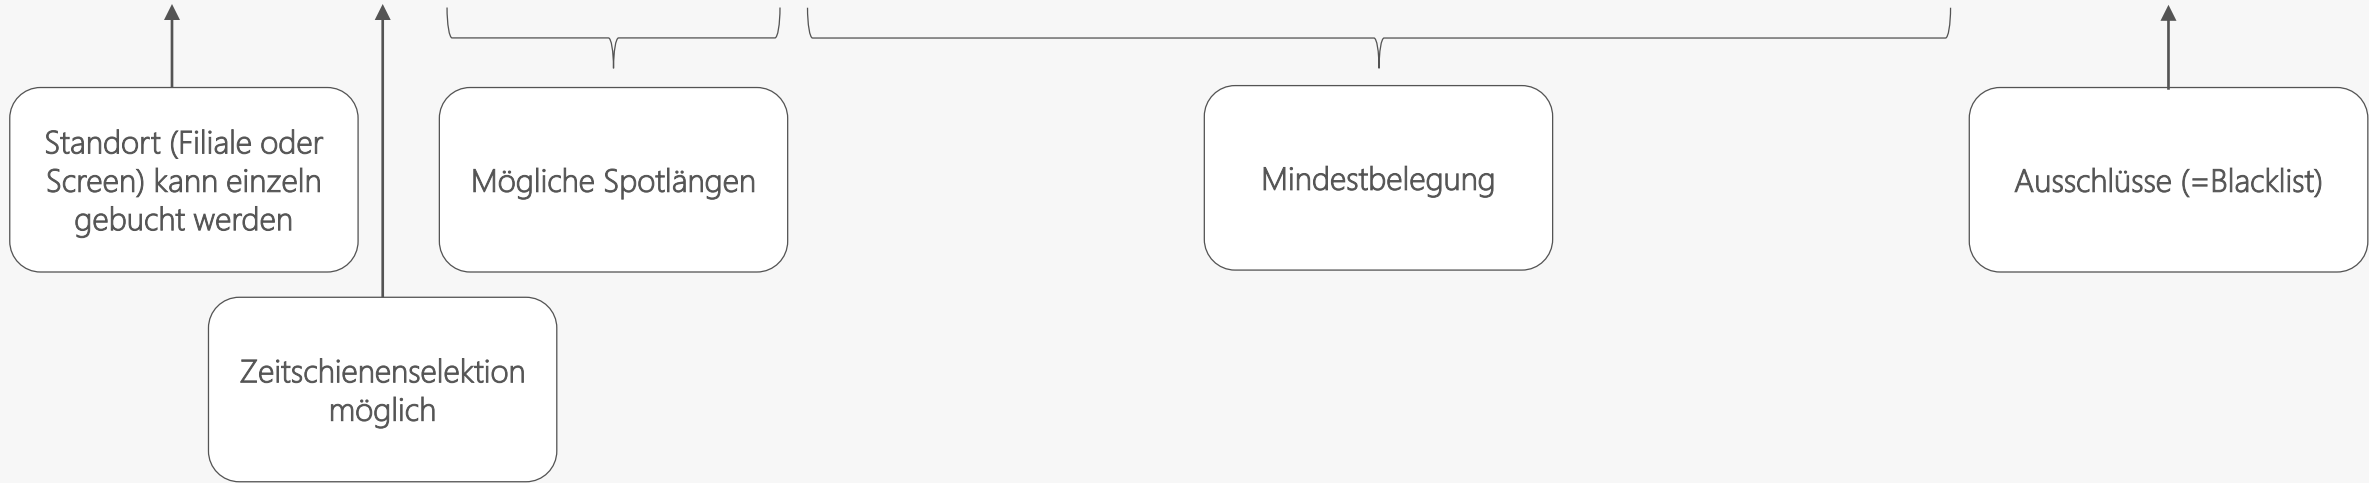 Standort (Filiale oder
Screen) kann einzeln
gebucht werden
Mögliche Spotlängen
Mindestbelegung
Ausschlüsse (=Blacklist)
Zeitschienenselektion
möglich